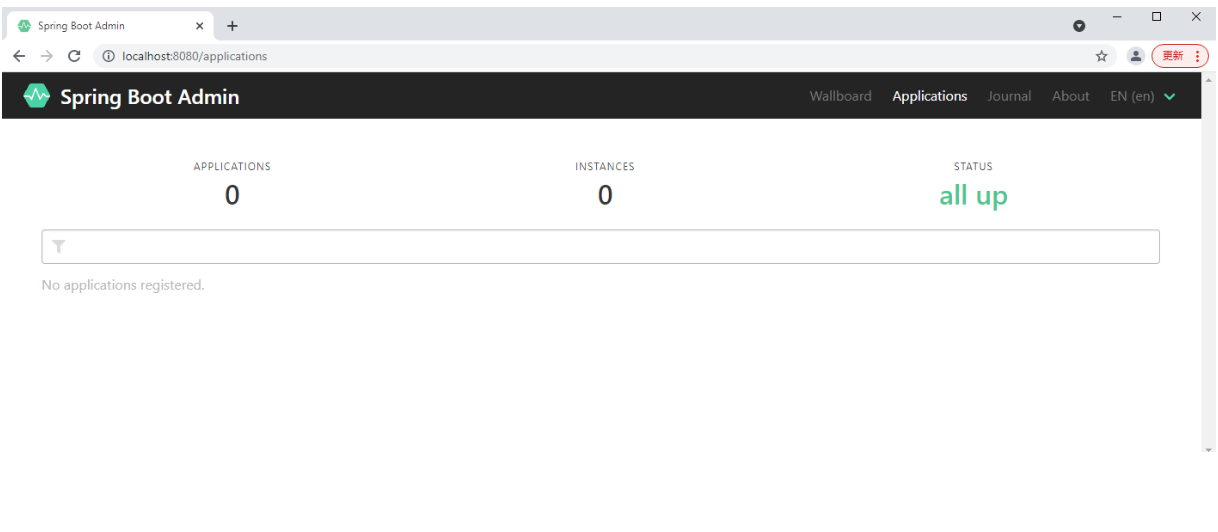 Spring Boot Admin
localhost:8080/applications
更新
Spring Boot Admin
Wallboard Applications Journal About EN (en)
APPLICATIONS INSTANCES STATUS
0 0 all up
No applications registered.